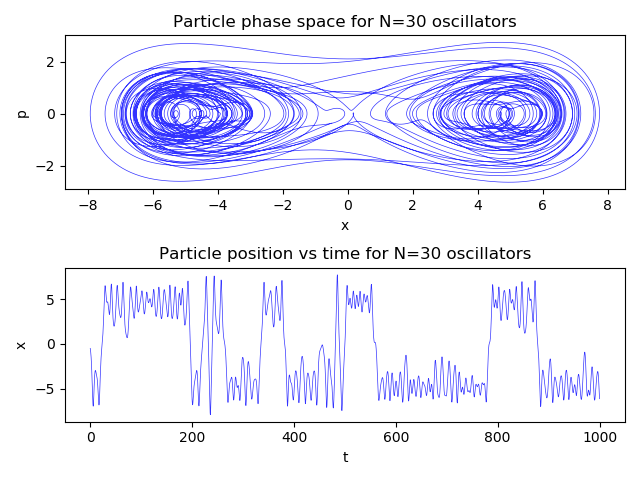 Particle phase space for N=30 oscillators
p
2
0
−2
−8 −6 −4 −2 0 2 4 6 8
x
Particle position vs time for N=30 oscillators
x
5
0
−5
0 200 400 600 800 1000
t